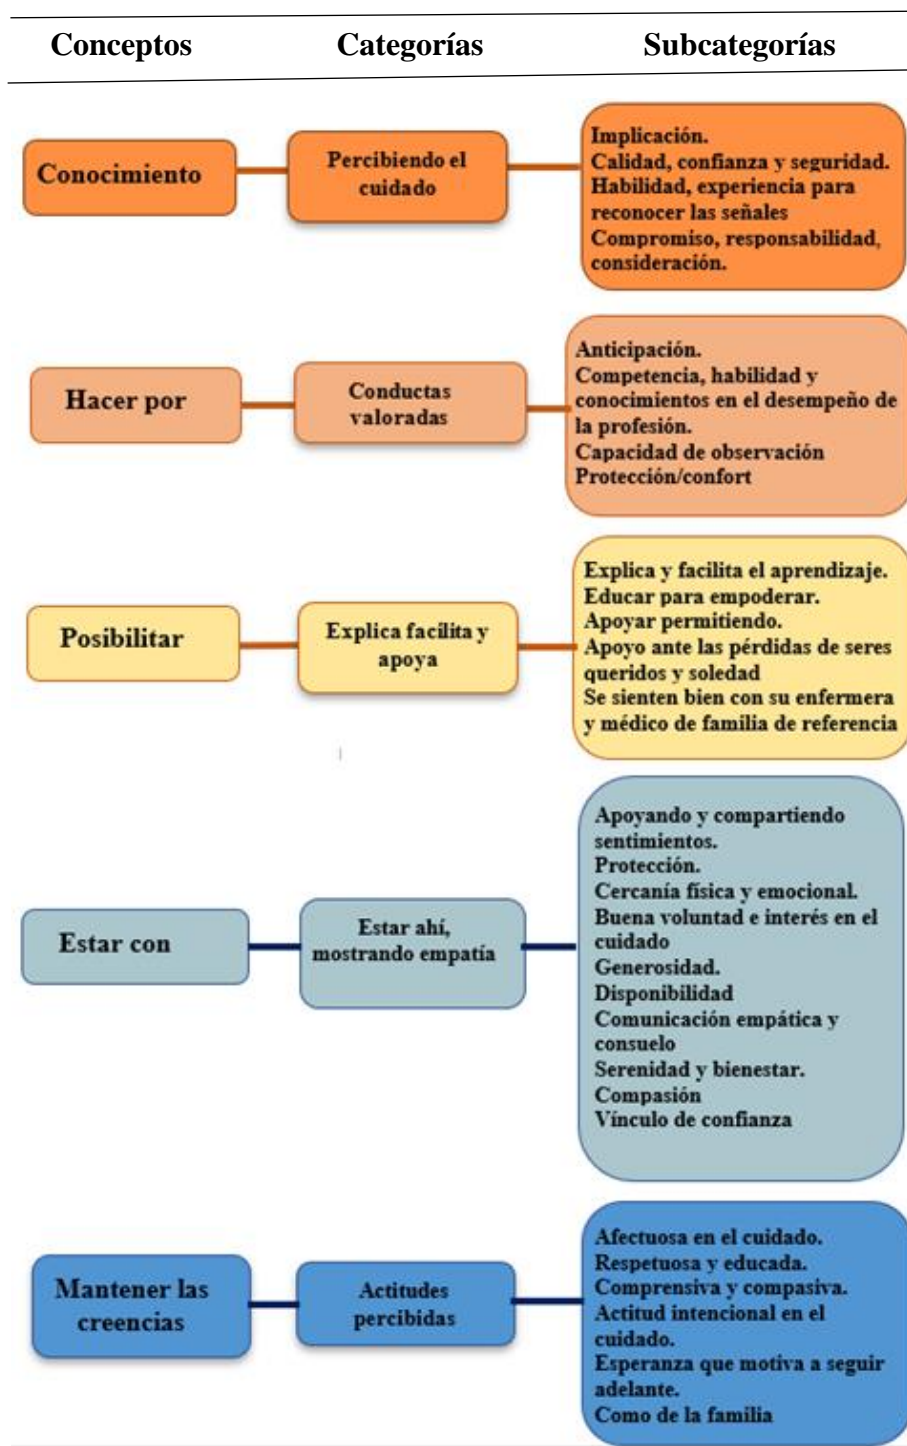 Conceptos Categorías Subcategorías
Conocimiento
Percibiendo el
cuidado
Implicación.
Calidad, confianza y seguridad.
Habilidad, experiencia para
reconocer las señales
Compromiso, responsabilidad,
consideración.
Hacer por
Conductas
valoradas
Anticipación.
Competencia, habilidad y
conocimientos en el desempeño de
la profesión.
Capacidad de observación
Protección/confort
Posibilitar
Explica facilita y
apoya
Explica y facilita el aprendizaje.
Educar para empoderar.
Apoyar permitiendo.
Apoyo ante las pérdidas de seres
queridos y soledad
Se sienten bien con su enfermera
y médico de familia de referencia
Estar con
Estar ahí,
mostrando empatía
Apoyando y compartiendo
sentimientos.
Protección.
Cercanía física y emocional.
Buena voluntad e interés en el
cuidado
Generosidad.
Disponibilidad
Comunicación empática y
consuelo
Serenidad y bienestar.
Compasión
Vínculo de confianza
Mantener las
creencias
Actitudes
percibidas
Afectuosa en el cuidado.
Respetuosa y educada.
Comprensiva y compasiva.
Actitud intencional en el
cuidado.
Esperanza que motiva a seguir
adelante.
Como de la familia